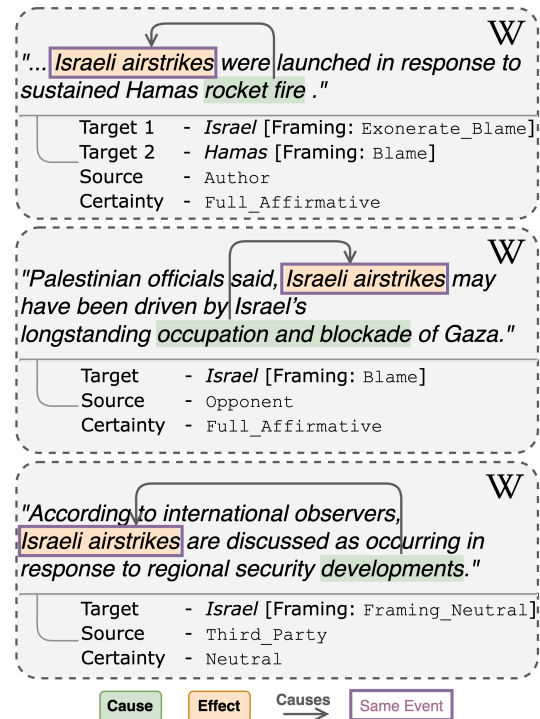 W
"... Israeli airstrikes were launched in response to
sustained Hamas rocket fire ."
Target 1 - Israel [Framing: Exonerate_Blame]
Target 2 - Hamas [Framing: Blame]
Source - Author
Certainty - Full_Affirmative
W
"Palestinian officials said, Israeli airstrikes may
have been driven by Israel's
longstanding occupation and blockade of Gaza."
Target - Israel [Framing: Blame]
Source - Opponent
Certainty - Full_Affirmative
W
"According to international observers,
Israeli airstrikes are discussed as occurring in
response to regional security developments."
Target - Israel [Framing: Framing_Neutral]
Source - Third_Party
Certainty - Neutral
Cause Effect Causes Same Event